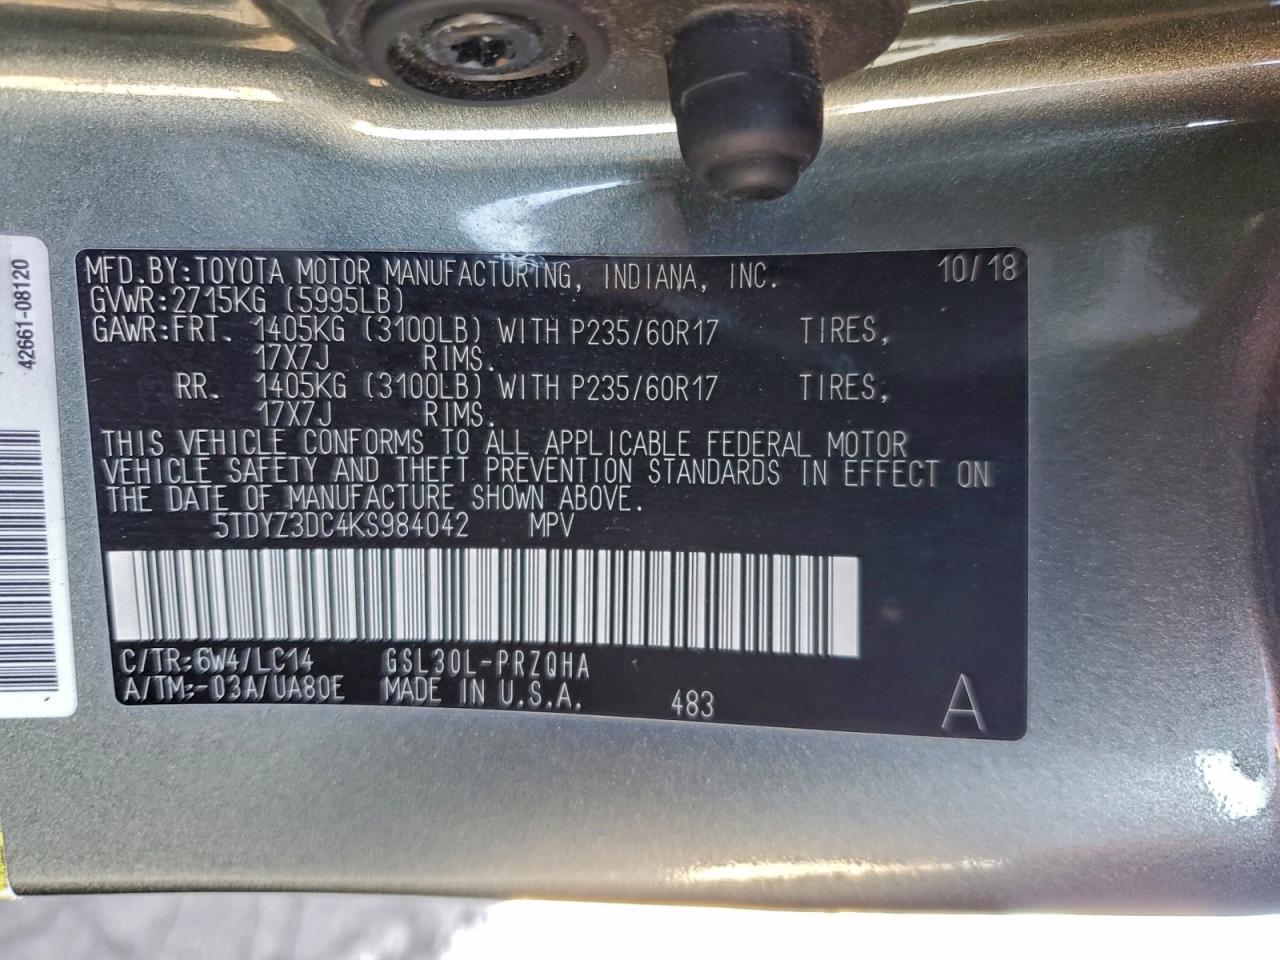 MFD.BY:TOYOTA MOTOR MANUFACTURING, INDIANA, INC. 10/18
GVWR:2715KG (5995LB)
GAWR:FRT. 1405KG (3100LB) WITH P235/60R17 TIRES,
17X7J RIMS.
RR. 1405KG (3100LB) WITH P235/60R17 TIRES,
17X7J RIMS.
THIS VEHICLE CONFORMS TO ALL APPLICABLE FEDERAL MOTOR
VEHICLE SAFETY AND THEFT PREVENTION STANDARDS IN EFFECT ON
THE DATE OF MANUFACTURE SHOWN ABOVE.
5TDYZ3DC4KS984042 MPV
C/TR:6W4/LC14 GSL30L-PRZQHA
A/TM:-03A/UA80E MADE IN U.S.A. 483 A
42661-08120